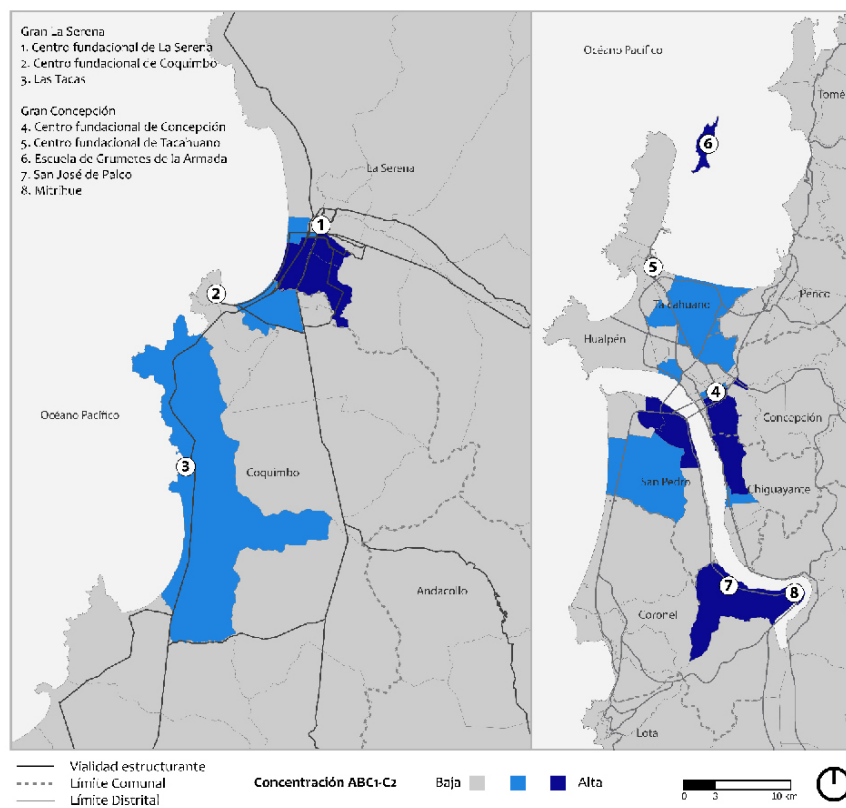 Gran La Serena
1. Centro fundacional de La Serena
2. Centro fundacional de Coquimbo
3. Las Tacas
Gran Concepción
4. Centro fundacional de Concepción
5. Centro fundacional de Tacahuano
6. Escuela de Grumetes de la Armada
7. San José de Palco
8. Mitrihue
La Serena
1
2
Océano Pacífico
3
Coquimbo
Andacollo
Océano Pacífico
Tomé
6
5
Talcahuano
Penco
Hualpén
4
Concepción
San Pedro
Chiguayante
7
8
Coronel
Lota
Vialidad estructurante
Límite Comunal
Límite Distrital
Concentración ABC1-C2
Baja
Alta
0 3 10 km